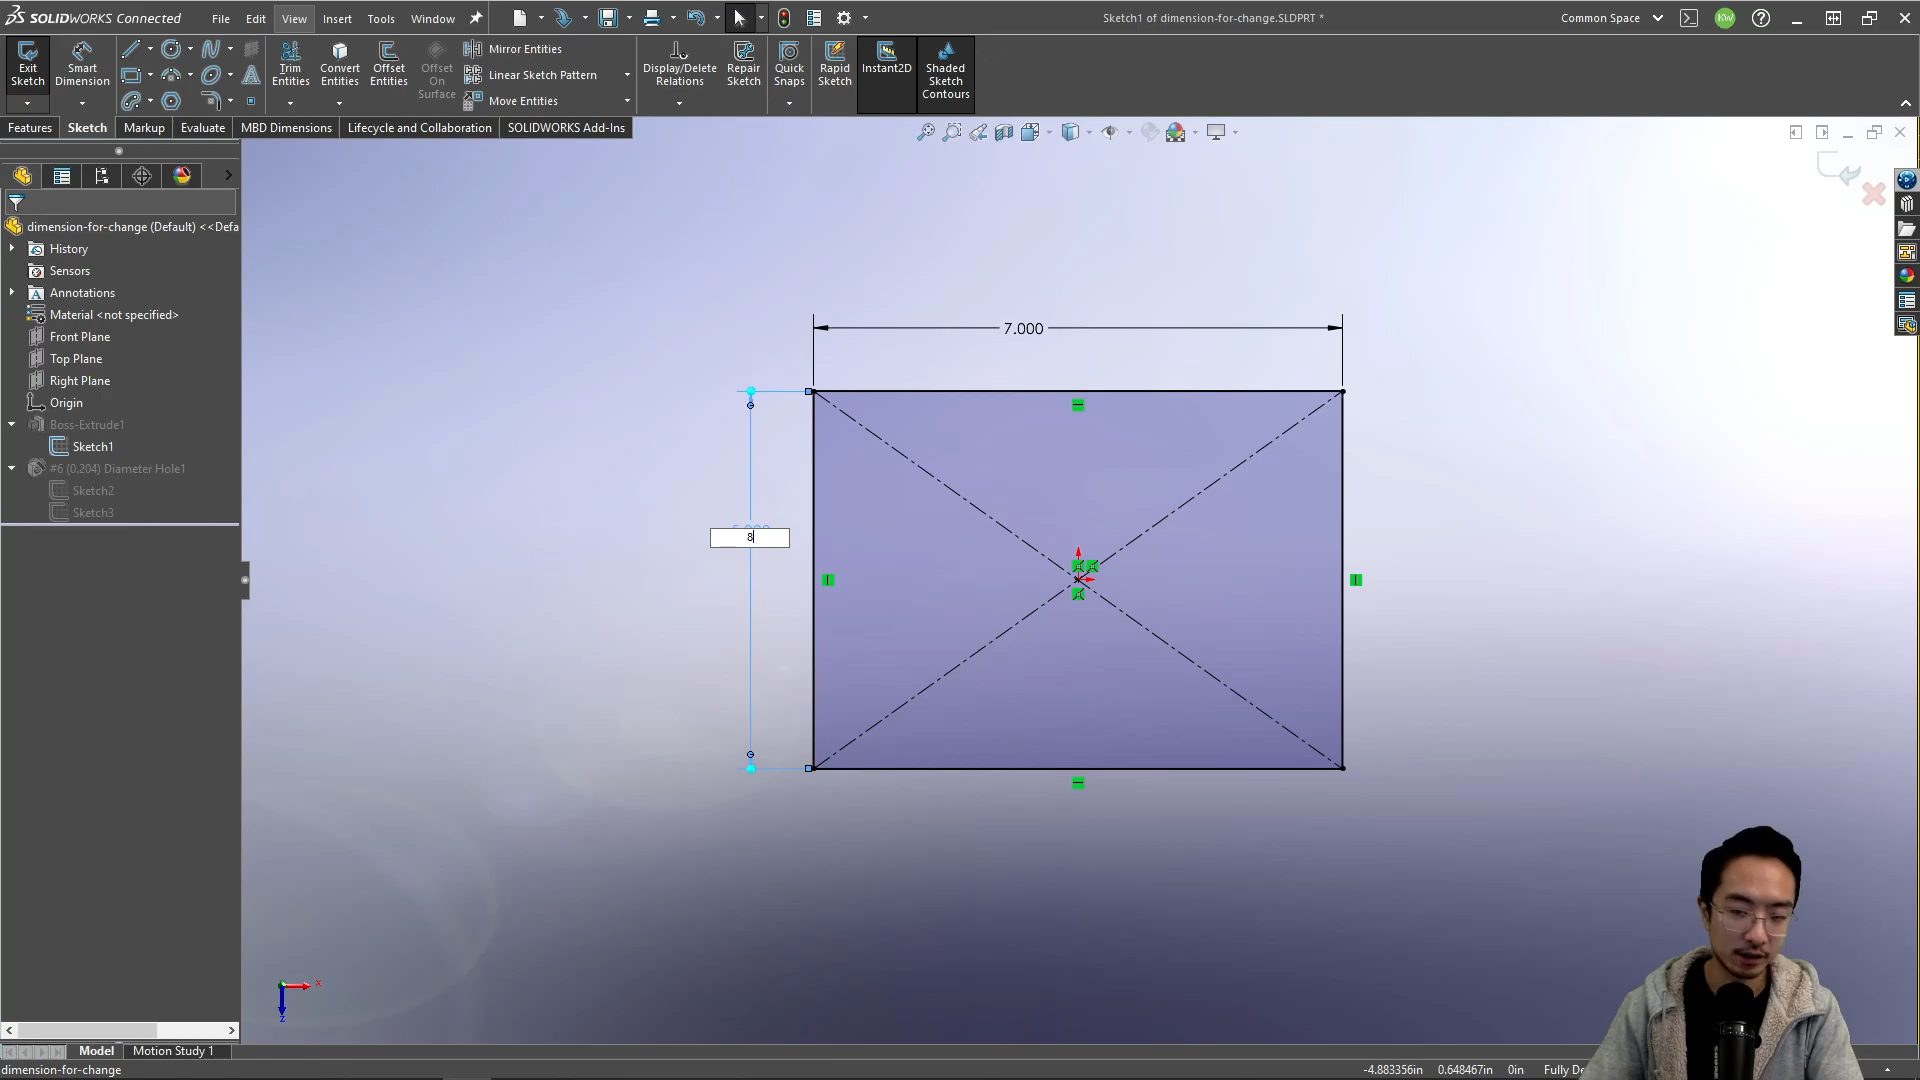 SOLIDWORKS Connected
File Edit View Insert Tools Window
Sketch1 of dimension-for-change.SLDPRT *
Common Space
KW
Exit Sketch
Smart Dimension
Trim Entities
Convert Entities
Offset Entities
Offset On Surface
Mirror Entities
Linear Sketch Pattern
Move Entities
Display/Delete Relations
Repair Sketch
Quick Snaps
Rapid Sketch
Instant2D
Shaded Sketch Contours
Features Sketch Markup Evaluate MBD Dimensions Lifecycle and Collaboration SOLIDWORKS Add-Ins
dimension-for-change (Default) <<Defa
History
Sensors
Annotations
Material <not specified>
Front Plane
Top Plane
Right Plane
Origin
Boss-Extrude1
Sketch1
#6 (0.204) Diameter Hole1
Sketch2
Sketch3
7.000
8
x
z
Model Motion Study 1
dimension-for-change
-4.883356in 0.648467in 0in Fully De